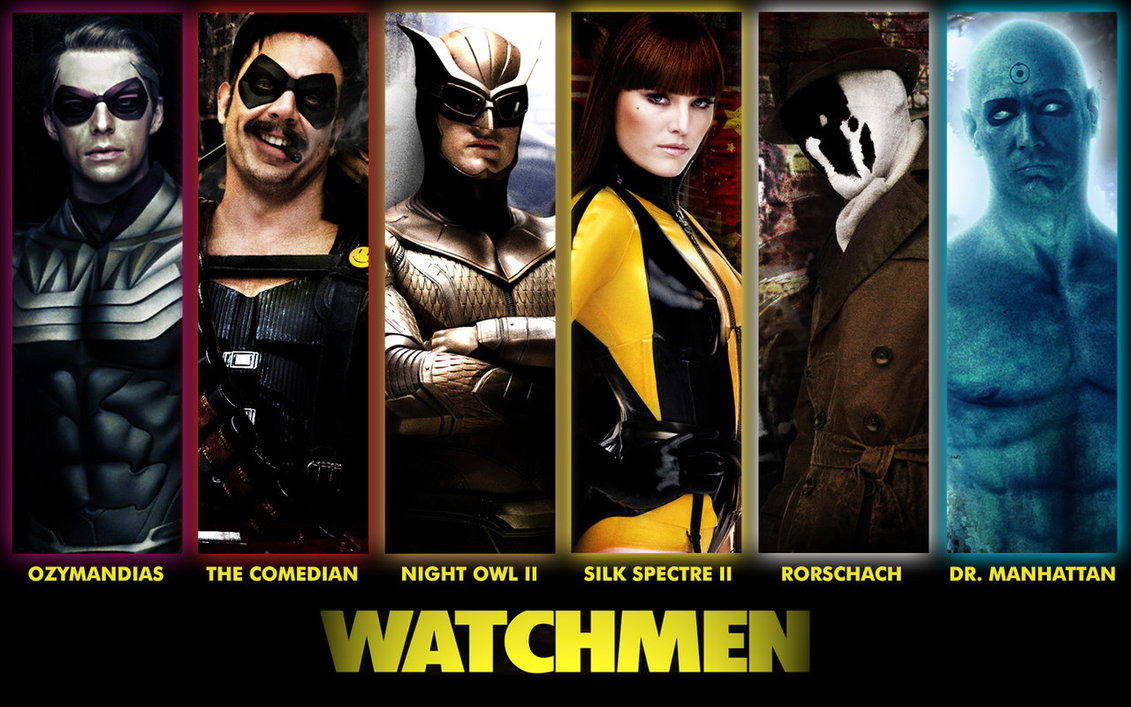 OZYMANDIAS
THE COMEDIAN
NIGHT OWL II
SILK SPECTRE II
RORSCHACH
DR. MANHATTAN
WATCHMEN